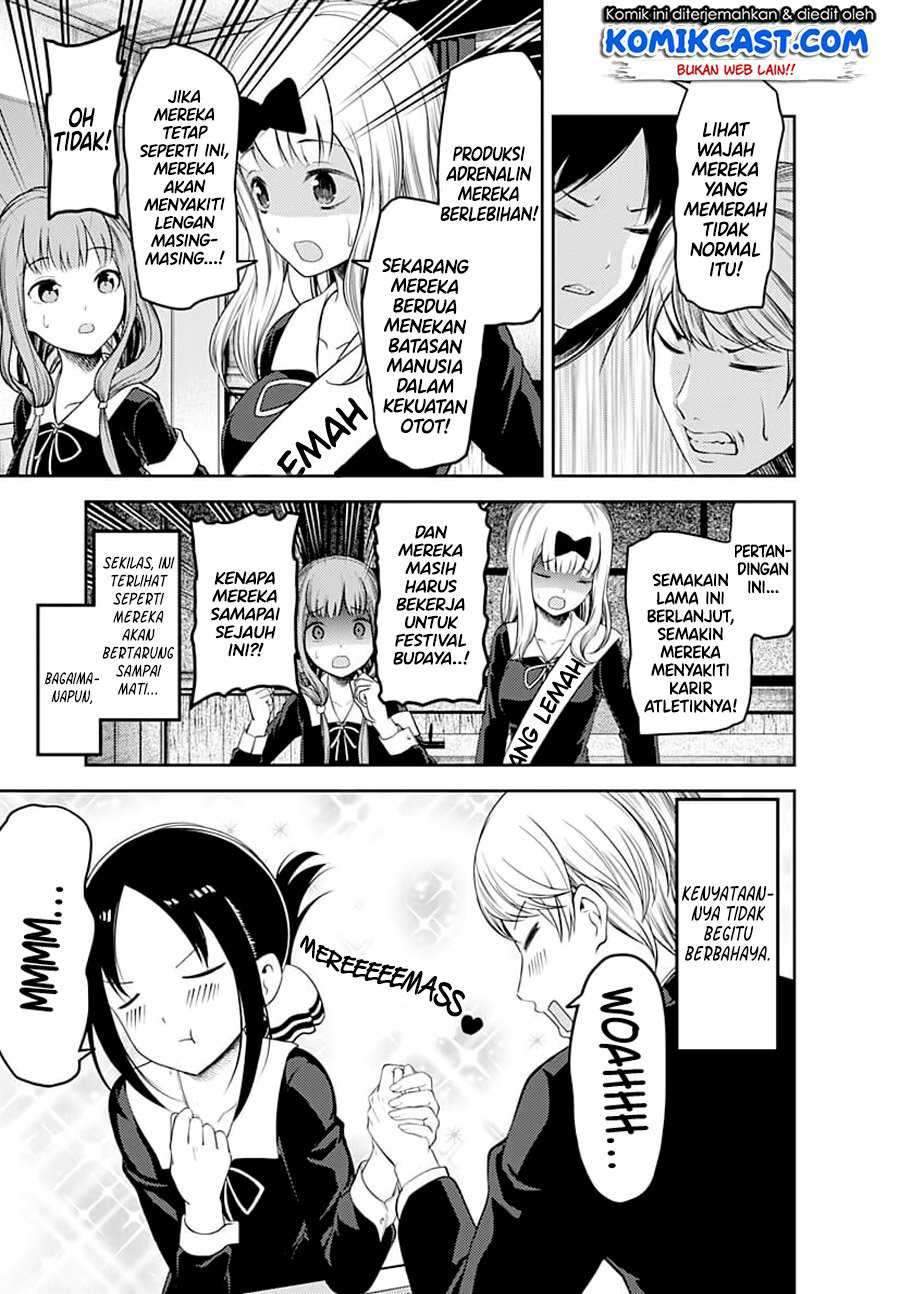 Komik ini diterjemahkan & diedit oleh
KOMIKCAST.COM
BUKAN WEB LAIN!!
LIHAT
WAJAH
MEREKA
YANG
MEMERAH
TIDAK
NORMAL
ITU!
PRODUKSI
ADRENALIN
MEREKA
BERLEBIHAN!
SEKARANG
MEREKA
BERDUA
MENEKAN
BATASAN
MANUSIA
DALAM
KEKUATAN
OTOT!
JIKA
MEREKA
TETAP
SEPERTI INI,
MEREKA
AKAN
MENYAKITI
LENGAN
MASING-
MASING...!
OH
TIDAK!
LEMAH
PERTAN-
DINGAN
INI...
SEMAKAIN
LAMA INI
BERLANJUT,
SEMAKIN
MEREKA
MENYAKITI
KARIR
ATLETIKNYA!
DAN
MEREKA
MASIH
HARUS
BEKERJA
UNTUK
FESTIVAL
BUDAYA..!
ANG LEMAH
KENAPA
MEREKA
SAMAPAI
SEJAUH
INI?!
SEKILAS, INI
TERLIHAT
SEPERTI
MEREKA
AKAN
BERTARUNG
SAMPAI
MATI...
BAGAIMA-
NAPUN,
KENYATAAN-
NYA TIDAK
BEGITU
BERBAHAYA.
WOAHHH...
MEREEEEEMASS
MMMM...